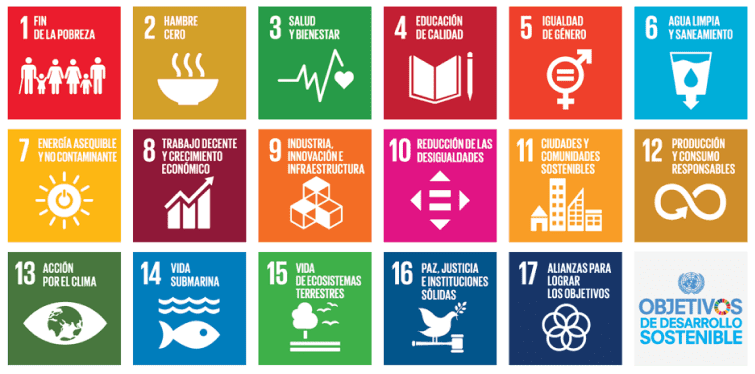 1 FIN
DE LA POBREZA
2 HAMBRE
CERO
3 SALUD
Y BIENESTAR
4 EDUCACIÓN
DE CALIDAD
5 IGUALDAD
DE GÉNERO
6 AGUA LIMPIA
Y SANEAMIENTO
7 ENERGÍA ASEQUIBLE
Y NO CONTAMINANTE
8 TRABAJO DECENTE
Y CRECIMIENTO
ECONÓMICO
9 INDUSTRIA,
INNOVACIÓN E
INFRAESTRUCTURA
10 REDUCCIÓN DE LAS
DESIGUALDADES
11 CIUDADES Y
COMUNIDADES
SOSTENIBLES
12 PRODUCCIÓN
Y CONSUMO
RESPONSABLES
13 ACCIÓN
POR EL CLIMA
14 VIDA
SUBMARINA
15 VIDA
DE ECOSISTEMAS
TERRESTRES
16 PAZ, JUSTICIA
E INSTITUCIONES
SÓLIDAS
17 ALIANZAS PARA
LOGRAR
LOS OBJETIVOS
OBJETIVOS
DE DESARROLLO
SOSTENIBLE